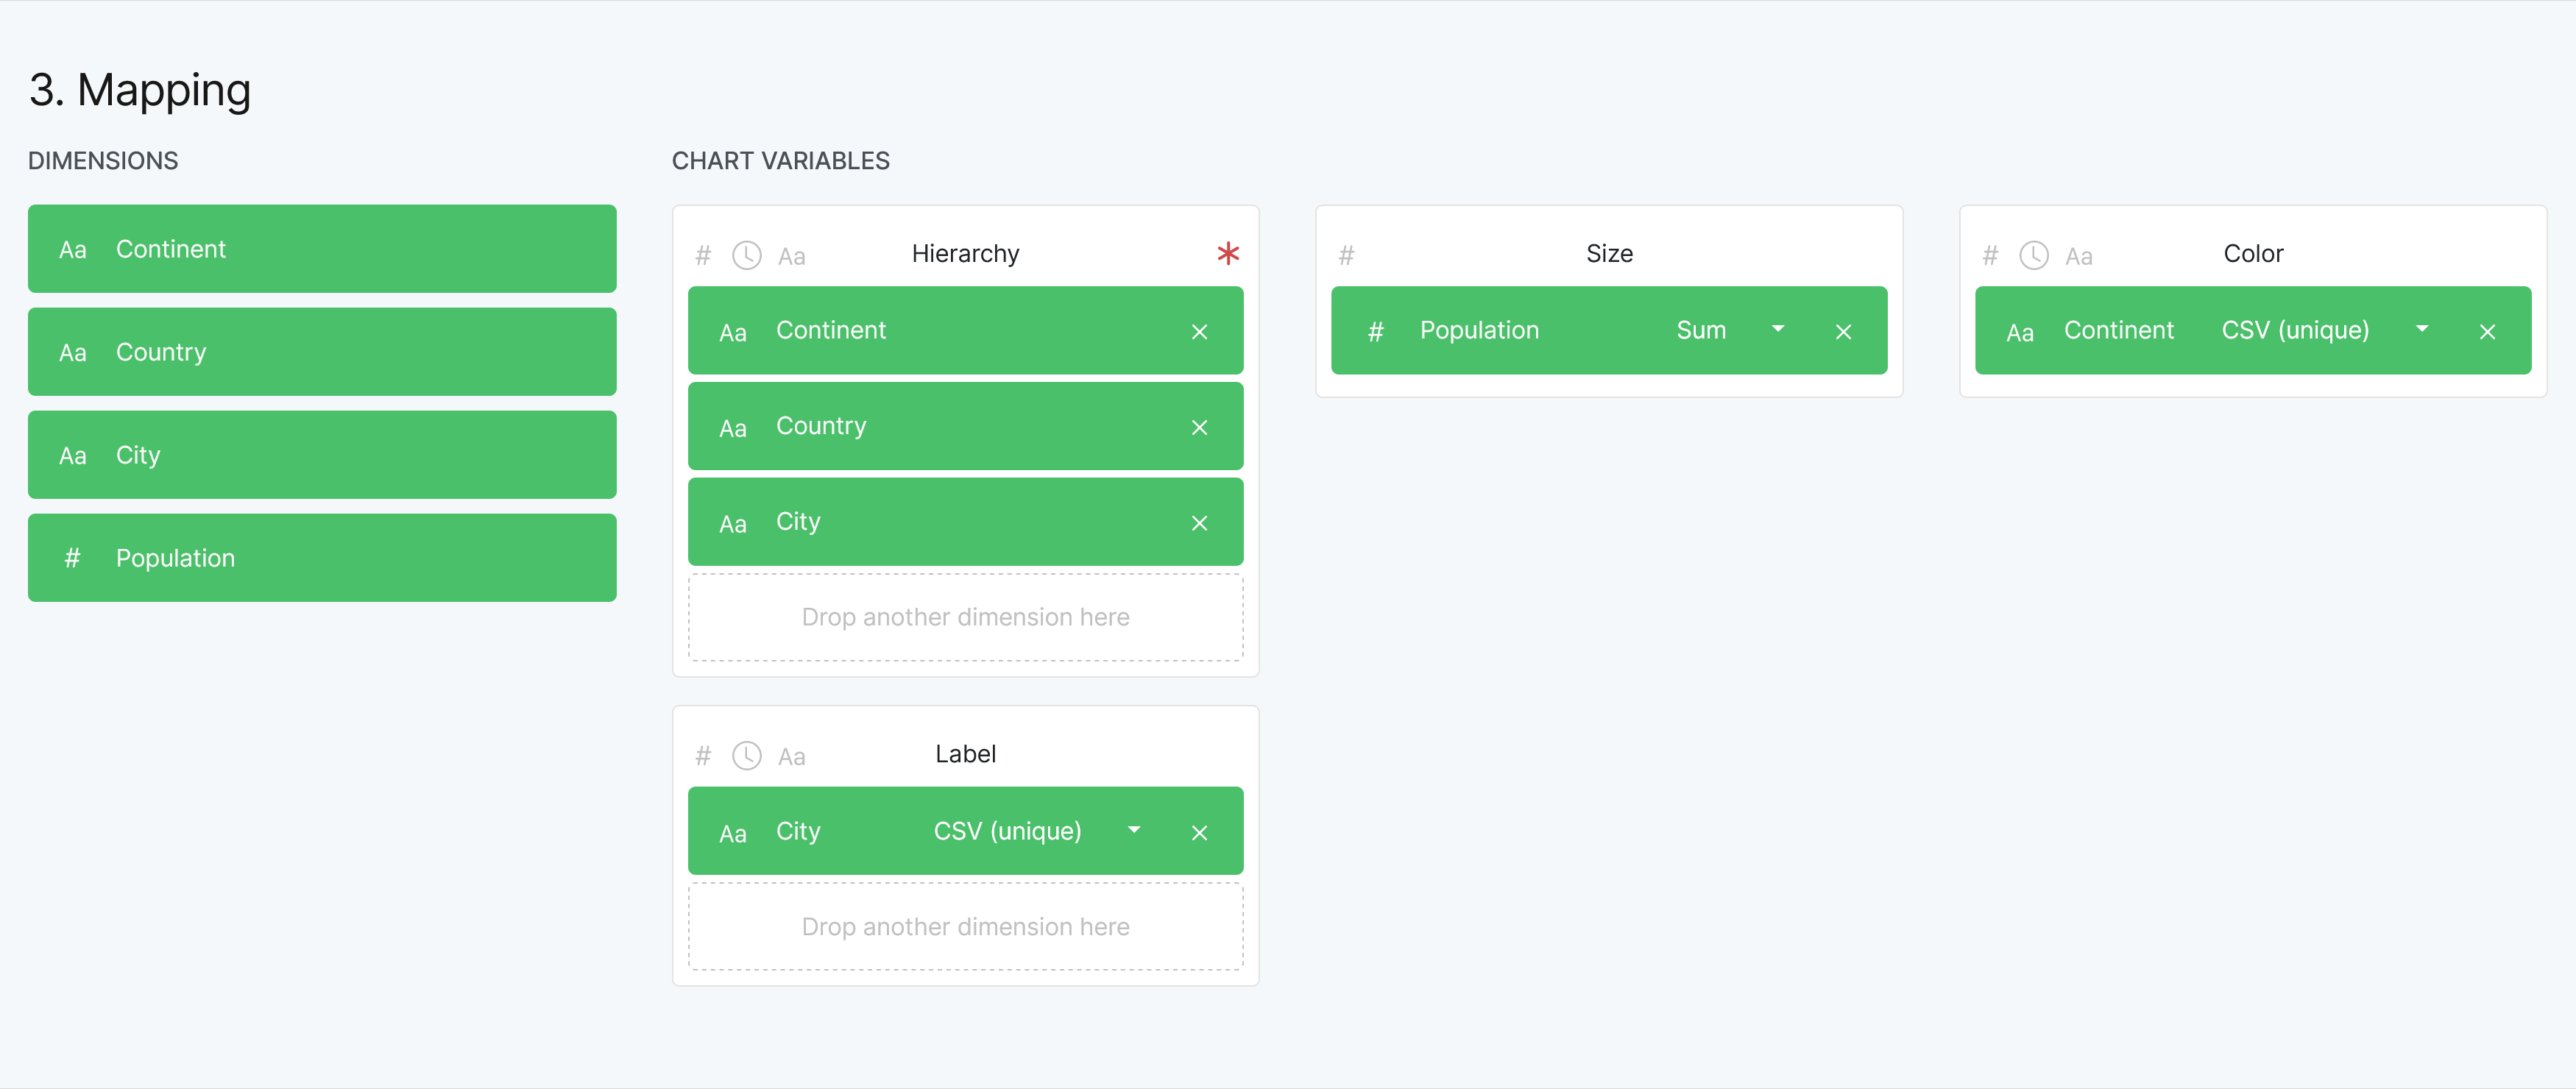 3. Mapping
DIMENSIONS
Aa Continent
Aa Country
Aa City
# Population
CHART VARIABLES
# Aa Hierarchy *
Aa Continent ×
Aa Country ×
Aa City ×
Drop another dimension here
# Size
# Population Sum ×
# Aa Color
Aa Continent CSV (unique) ×
# Aa Label
Aa City CSV (unique) ×
Drop another dimension here